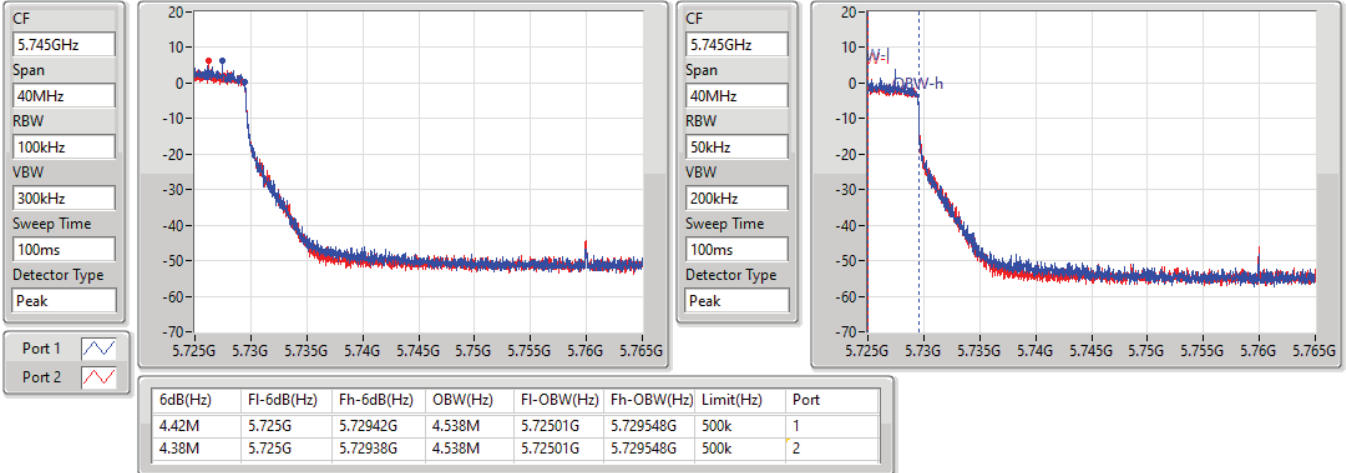 CF
5.745GHz
Span
40MHz
RBW
100kHz
VBW
300kHz
Sweep Time
100ms
Detector Type
Peak
Port 1
Port 2
20
10
0
-10
-20
-30
-40
-50
-60
-70
5.725G 5.73G 5.735G 5.74G 5.745G 5.75G 5.755G 5.76G 5.765G
CF
5.745GHz
Span
40MHz
RBW
50kHz
VBW
200kHz
Sweep Time
100ms
Detector Type
Peak
20
10
0
-10
-20
-30
-40
-50
-60
-70
W-l
OBW-h
5.725G 5.73G 5.735G 5.74G 5.745G 5.75G 5.755G 5.76G 5.765G
6dB(Hz) Fl-6dB(Hz) Fh-6dB(Hz) OBW(Hz) Fl-OBW(Hz) Fh-OBW(Hz) Limit(Hz) Port
4.42M 5.725G 5.72942G 4.538M 5.72501G 5.729548G 500k 1
4.38M 5.725G 5.72938G 4.538M 5.72501G 5.729548G 500k 2